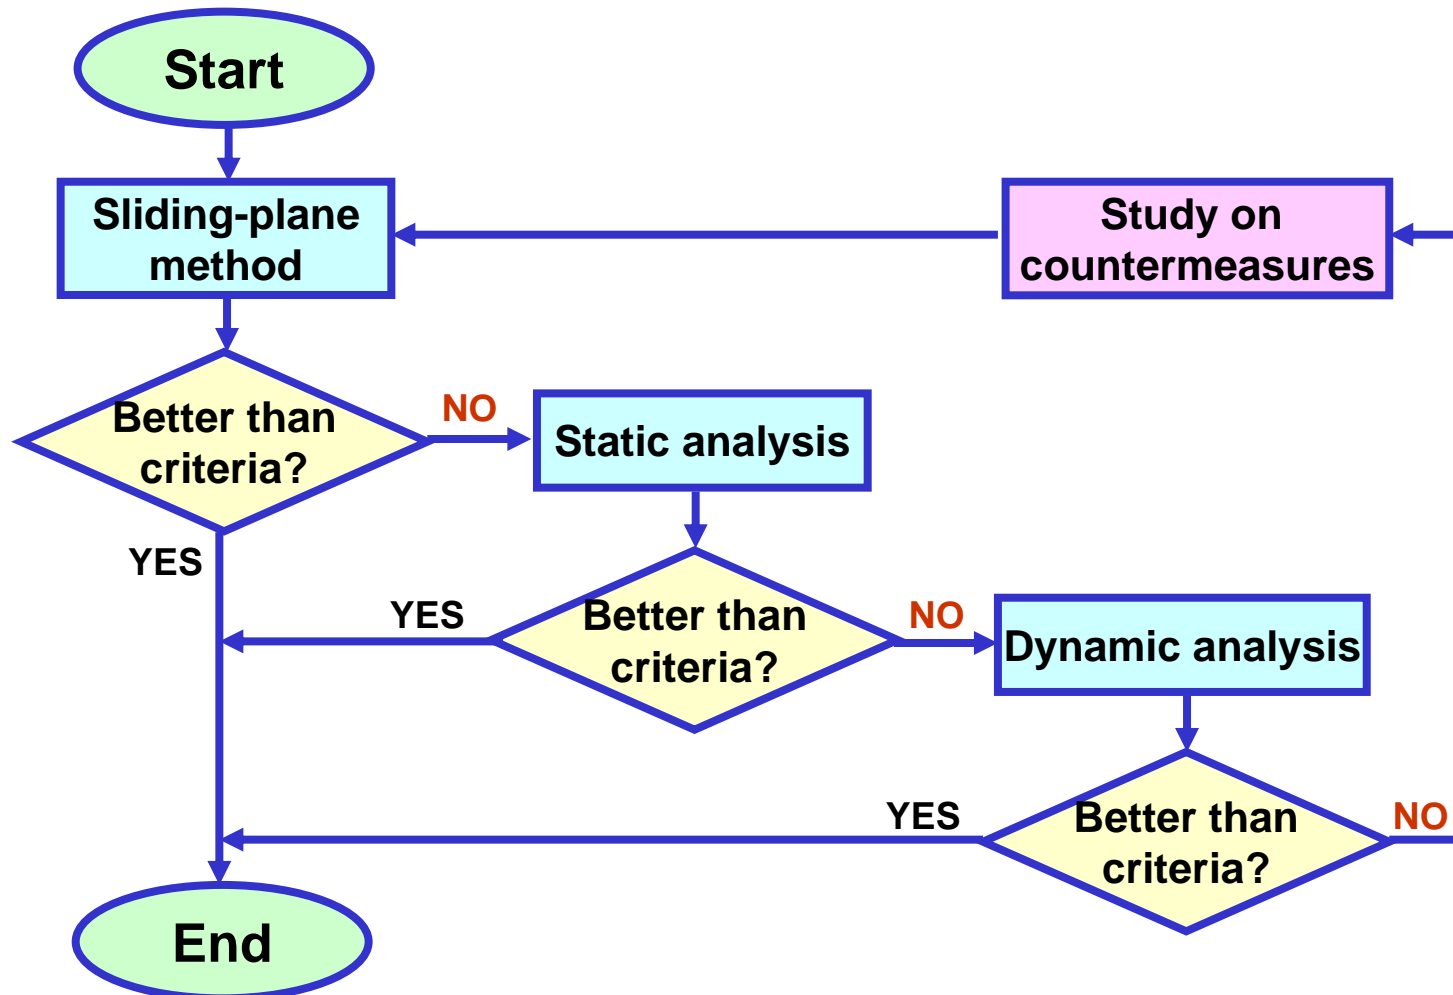 Start
Sliding-plane
method
Study on
countermeasures
Better than
criteria?
NO
Static analysis
YES
YES
Better than
criteria?
NO
Dynamic analysis
YES
Better than
criteria?
NO
End